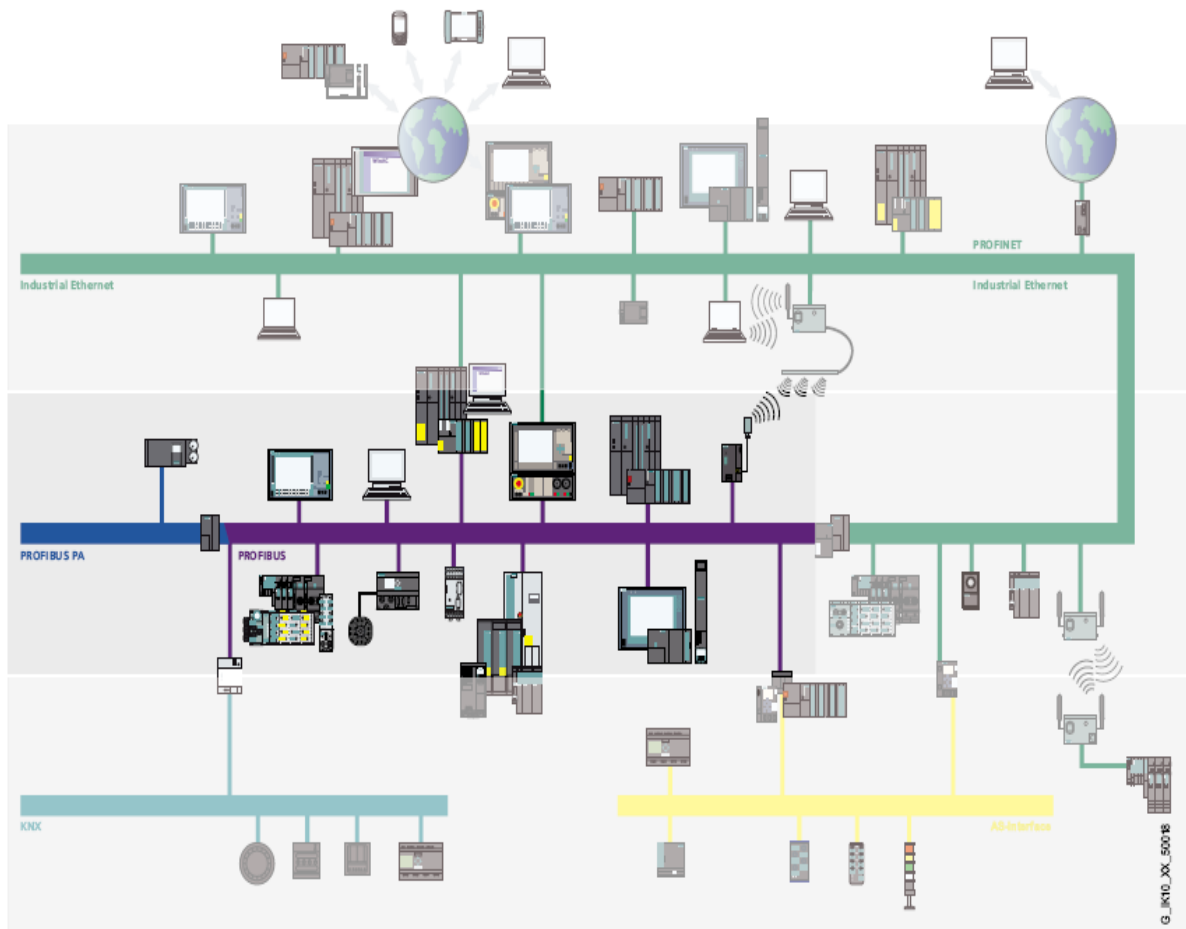 PROFINET
Industrial Ethernet
Industrial Ethernet
PROFIBUS PA
PROFIBUS
KNX
AS-Interface
G_IK10_XX_50018